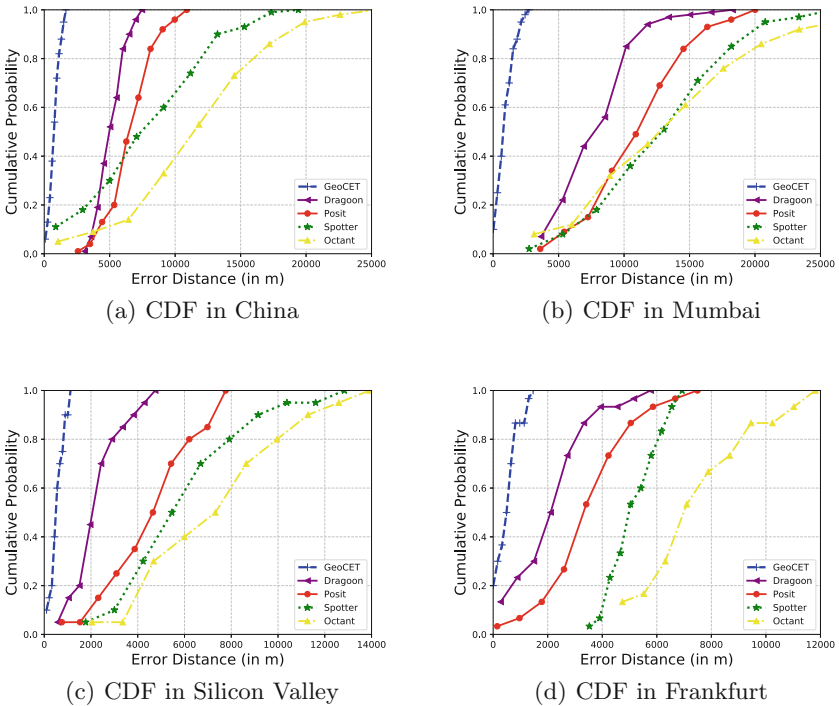 1.0
0.8
0.6
0.4
0.2
0.0
Cumulative Probability
GeoCET
Dragoon
Posit
Spotter
Octant
0 5000 10000 15000 20000 25000
Error Distance (in m)
(a) CDF in China
1.0
0.8
0.6
0.4
0.2
0.0
Cumulative Probability
GeoCET
Dragoon
Posit
Spotter
Octant
0 5000 10000 15000 20000 25000
Error Distance (in m)
(b) CDF in Mumbai
1.0
0.8
0.6
0.4
0.2
0.0
Cumulative Probability
GeoCET
Dragoon
Posit
Spotter
Octant
0 2000 4000 6000 8000 10000 12000 14000
Error Distance (in m)
(c) CDF in Silicon Valley
1.0
0.8
0.6
0.4
0.2
0.0
Cumulative Probability
GeoCET
Dragoon
Posit
Spotter
Octant
0 2000 4000 6000 8000 10000 12000
Error Distance (in m)
(d) CDF in Frankfurt